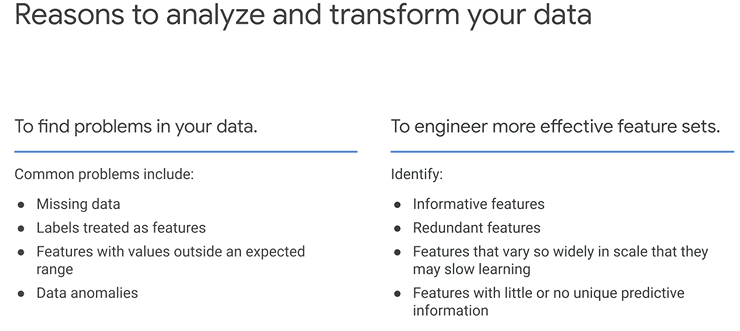 Reasons to analyze and transform your data
To find problems in your data.
Common problems include:
● Missing data
● Labels treated as features
● Features with values outside an expected
range
● Data anomalies
To engineer more effective feature sets.
Identify:
● Informative features
● Redundant features
● Features that vary so widely in scale that they
may slow learning
● Features with little or no unique predictive
information